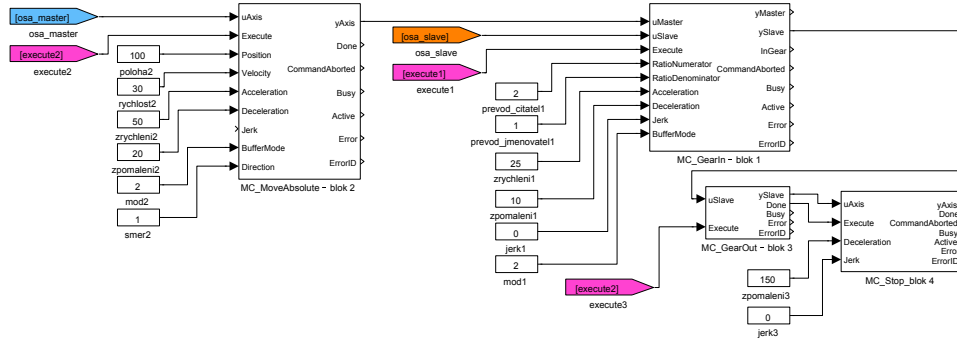 [osa_master]
osa_master
[execute2]
execute2
100
poloha2
30
rychlost2
50
zrychleni2
20
zpomaleni2
2
mod2
1
smer2
uAxis
Execute
Position
Velocity
Acceleration
Deceleration
Jerk
BufferMode
Direction
yAxis
Done
CommandAborted
Busy
Active
Error
ErrorID
MC_MoveAbsolute - blok 2
[osa_slave]
osa_slave
[execute1]
execute1
2
prevod_citatel1
1
prevod_jmenovatel1
25
zrychleni1
10
zpomaleni1
0
jerk1
2
mod1
uMaster
uSlave
Execute
RatioNumerator
RatioDenominator
Acceleration
Deceleration
Jerk
BufferMode
yMaster
ySlave
InGear
CommandAborted
Busy
Active
Error
ErrorID
MC_GearIn - blok 1
[execute2]
execute3
uSlave
Execute
ySlave
Done
Busy
Error
ErrorID
MC_GearOut - blok 3
150
zpomaleni3
0
jerk3
uAxis
Execute
Deceleration
Jerk
yAxis
Done
CommandAborted
Busy
Active
Error
ErrorID
MC_Stop_blok 4